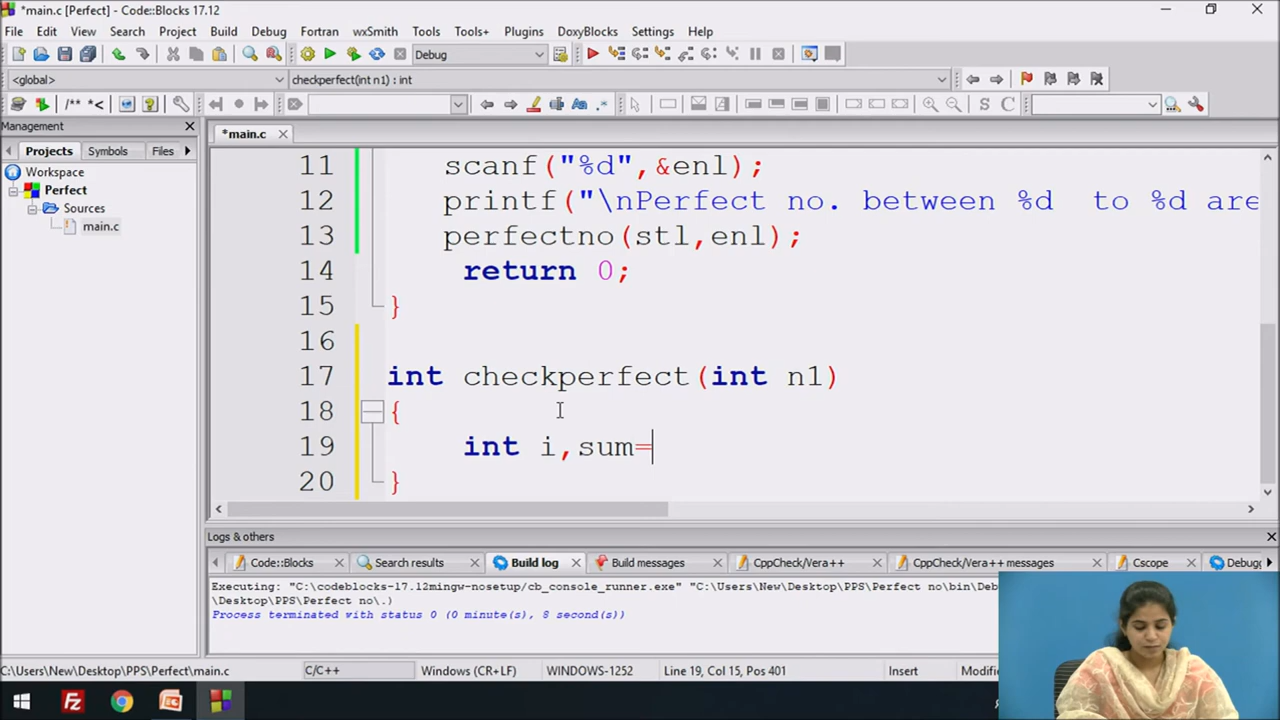 *main.c [Perfect] - Code::Blocks 17.12
File Edit View Search Project Build Debug Fortran wxSmith Tools Tools+ Plugins DoxyBlocks Settings Help
Debug
<global> checkperfect(int n1) : int
/** *<
S C
Management
*main.c
Projects Symbols Files
Workspace
Perfect
Sources
main.c
11 scanf("%d",&enl);
12 printf("\nPerfect no. between %d  to %d are
13 perfectno(stl,enl);
14 return 0;
15 }
16
17 int checkperfect(int n1)
18 {
19 int i,sum=
20 }
Logs & others
Code::Blocks Search results Build log Build messages CppCheck/Vera++ CppCheck/Vera++ messages Cscope Debugg
Executing: "C:\codeblocks-17.12mingw-nosetup/cb_console_runner.exe" "C:\Users\New\Desktop\PPS\Perfect no\bin\Deb
\Desktop\PPS\Perfect no\.)
Process terminated with status 0 (0 minute(s), 8 second(s))
C:\Users\New\Desktop\PPS\Perfect\main.c C/C++ Windows (CR+LF) WINDOWS-1252 Line 19, Col 15, Pos 401 Insert